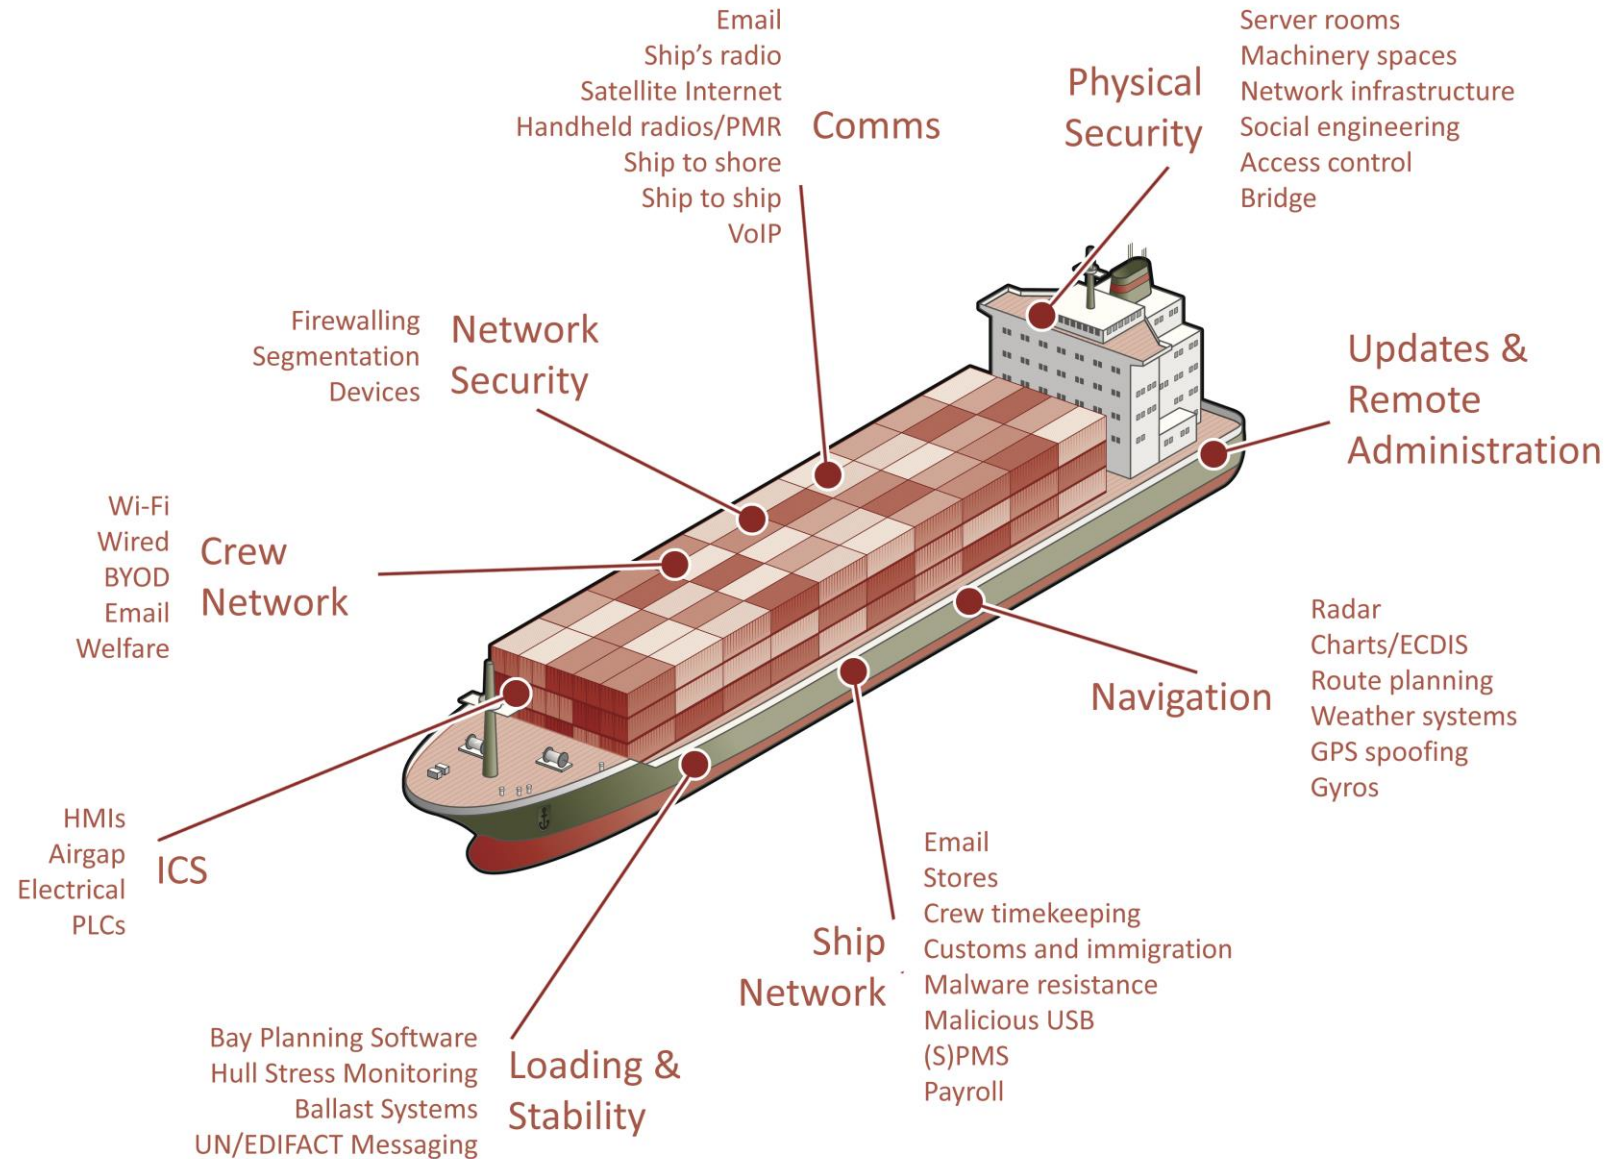 Email
Ship's radio
Satellite Internet
Handheld radios/PMR
Ship to shore
Ship to ship
VoIP
Comms
Physical
Security
Server rooms
Machinery spaces
Network infrastructure
Social engineering
Access control
Bridge
Firewalling
Segmentation
Devices
Network
Security
Updates &
Remote
Administration
Wi-Fi
Wired
BYOD
Email
Welfare
Crew
Network
Navigation
Radar
Charts/ECDIS
Route planning
Weather systems
GPS spoofing
Gyros
HMIs
Airgap
Electrical
PLCs
ICS
Ship
Network
Email
Stores
Crew timekeeping
Customs and immigration
Malware resistance
Malicious USB
(S)PMS
Payroll
Bay Planning Software
Hull Stress Monitoring
Ballast Systems
UN/EDIFACT Messaging
Loading &
Stability